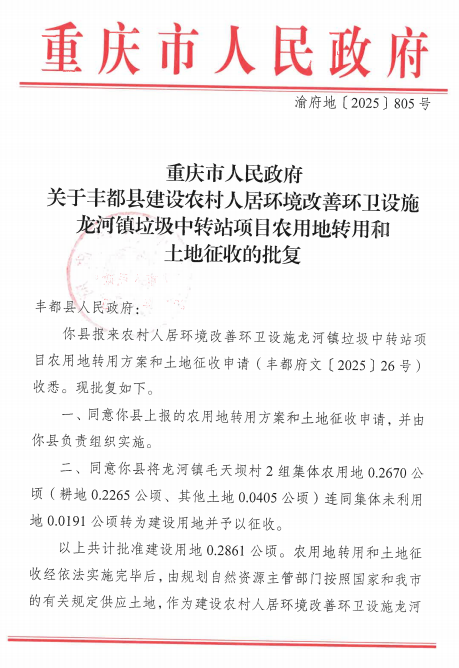 重庆市人民政府
渝府地〔2025〕805号
重庆市人民政府
关于丰都县建设农村人居环境改善环卫设施
龙河镇垃圾中转站项目农用地转用和
土地征收的批复
丰都县人民政府：
你县报来农村人居环境改善环卫设施龙河镇垃圾中转站项
目农用地转用方案和土地征收申请（丰都府文〔2025〕26号）
收悉。现批复如下。
一、同意你县上报的农用地转用方案和土地征收申请，并由
你县负责组织实施。
二、同意你县将龙河镇毛天坝村2组集体农用地0.2670公
顷（耕地0.2265公顷、其他土地0.0405公顷）连同集体未利用
地0.0191公顷转为建设用地并予以征收。
以上共计批准建设用地0.2861公顷。农用地转用和土地征
收经依法实施完毕后，由规划自然资源主管部门按照国家和我市
的有关规定供应土地，作为建设农村人居环境改善环卫设施龙河